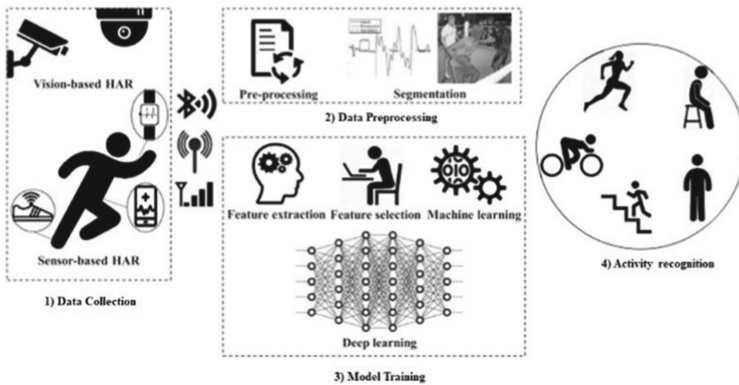 Vision-based HAR
Sensor-based HAR
1) Data Collection
Pre-processing
Segmentation
2) Data Preprocessing
Feature extraction
Feature selection
Machine learning
Deep learning
3) Model Training
4) Activity recognition